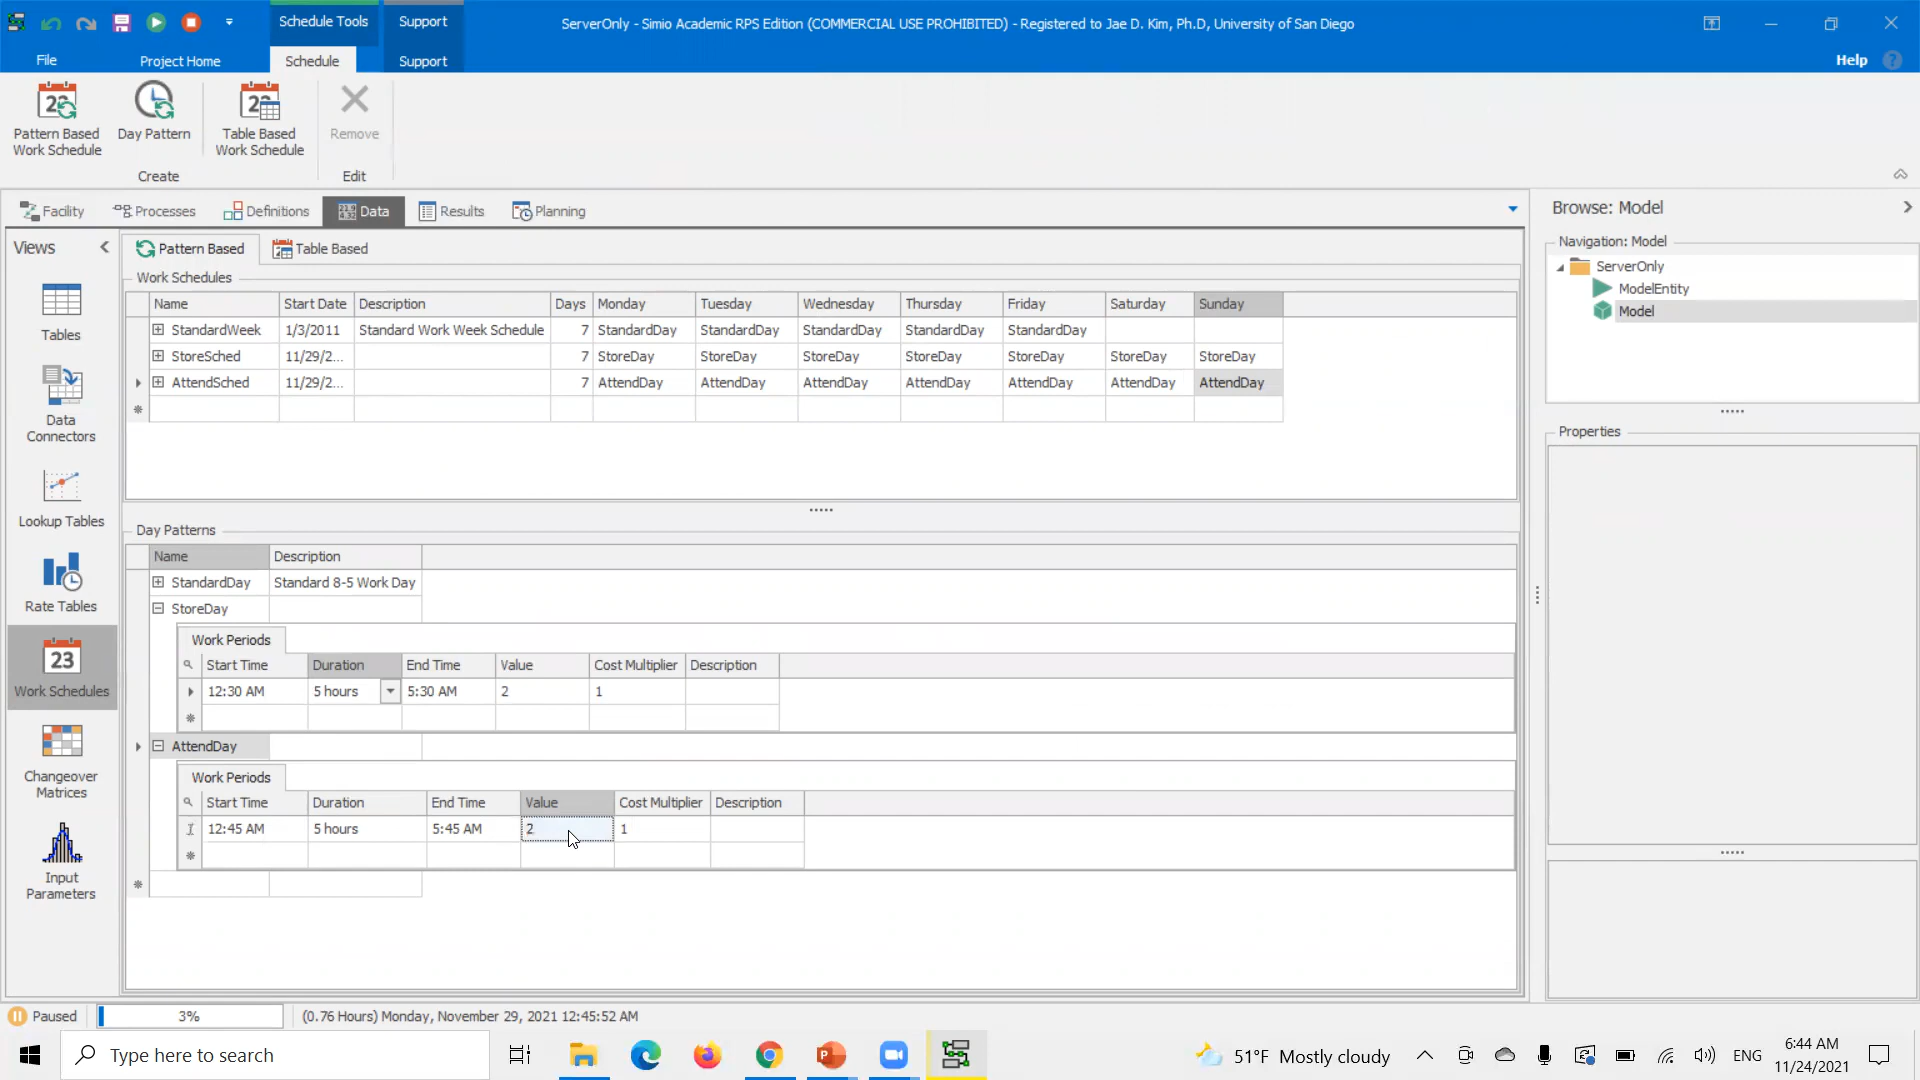 Schedule Tools
Support
ServerOnly - Simio Academic RPS Edition (COMMERCIAL USE PROHIBITED) - Registered to Jae D. Kim, Ph.D, University of San Diego
File
Project Home
Schedule
Support
Help
Pattern Based
Work Schedule
Day Pattern
Table Based
Work Schedule
Remove
Create
Edit
Facility
Processes
Definitions
Data
Results
Planning
Browse: Model
Navigation: Model
ServerOnly
ModelEntity
Model
Properties
Views
Tables
Data
Connectors
Lookup Tables
Rate Tables
23
Work Schedules
Changeover
Matrices
Input
Parameters
Pattern Based
Table Based
Work Schedules
Name Start Date Description Days Monday Tuesday Wednesday Thursday Friday Saturday Sunday
StandardWeek 1/3/2011 Standard Work Week Schedule 7 StandardDay StandardDay StandardDay StandardDay StandardDay
StoreSched 11/29/2... 7 StoreDay StoreDay StoreDay StoreDay StoreDay StoreDay StoreDay
AttendSched 11/29/2... 7 AttendDay AttendDay AttendDay AttendDay AttendDay AttendDay AttendDay
Day Patterns
Name Description
StandardDay Standard 8-5 Work Day
StoreDay
Work Periods
Start Time Duration End Time Value Cost Multiplier Description
12:30 AM 5 hours 5:30 AM 2 1
AttendDay
Work Periods
Start Time Duration End Time Value Cost Multiplier Description
12:45 AM 5 hours 5:45 AM 2 1
Paused 3% (0.76 Hours) Monday, November 29, 2021 12:45:52 AM
Type here to search
51°F Mostly cloudy
ENG
6:44 AM
11/24/2021